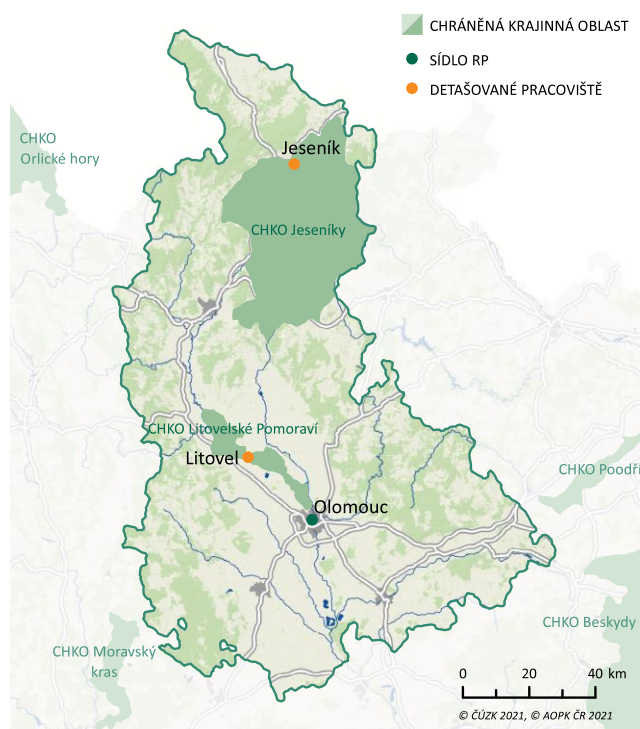 CHRÁNĚNÁ KRAJINNÁ OBLAST
SÍDLO RP
DETAŠOVANÉ PRACOVIŠTĚ
CHKO
Orlické hory
Jeseník
CHKO Jeseníky
CHKO Litovelské Pomoraví
Litovel
CHKO Poodří
Olomouc
CHKO Beskydy
CHKO Moravský
kras
0 20 40 km
© ČÚZK 2021, © AOPK ČR 2021